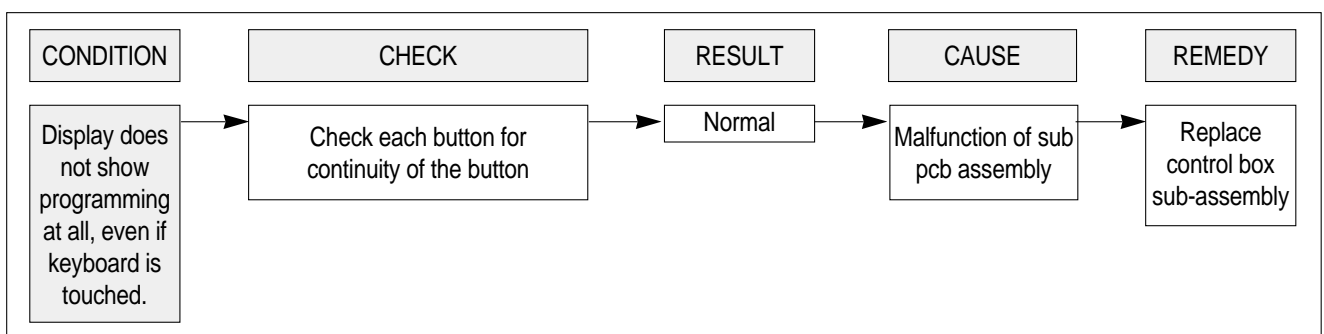 CONDITION
CHECK
RESULT
CAUSE
REMEDY
Display does
not show
programming
at all, even if
keyboard is
touched.
Check each button for
continuity of the button
Normal
Malfunction of sub
pcb assembly
Replace
control box
sub-assembly